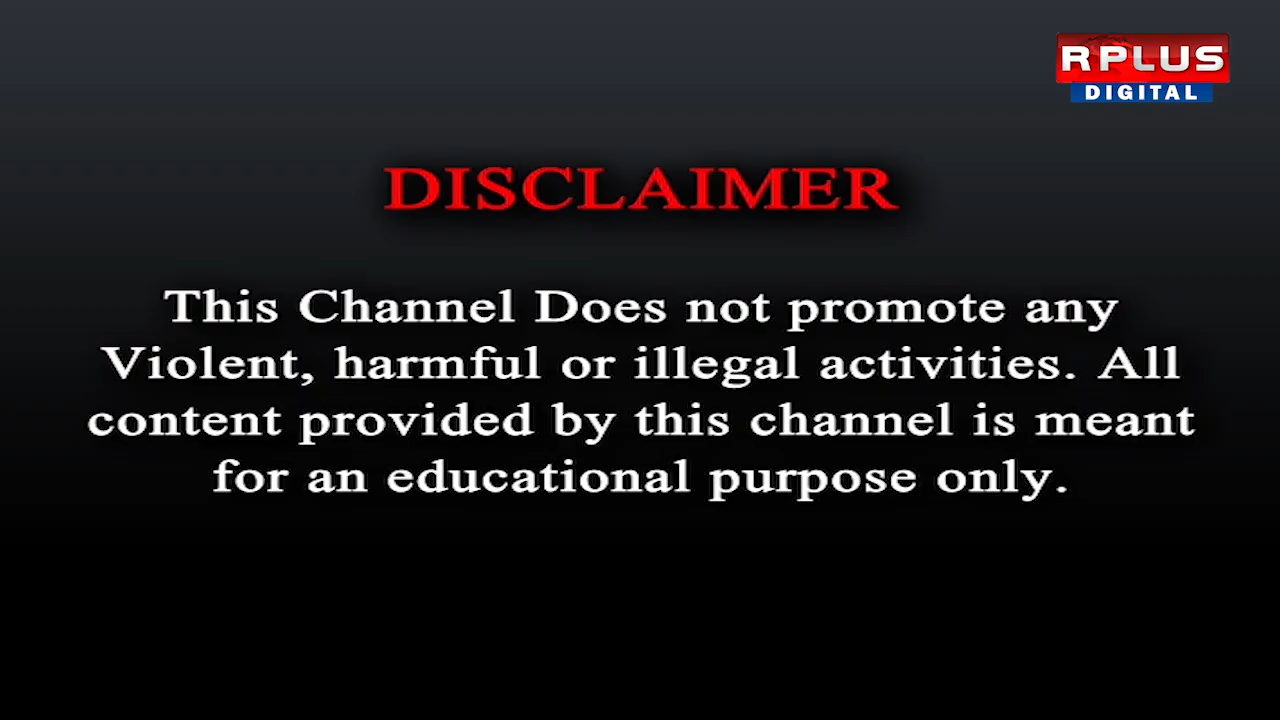 RPLUS
DIGITAL
DISCLAIMER
This Channel Does not promote any
Violent, harmful or illegal activities. All
content provided by this channel is meant
for an educational purpose only.